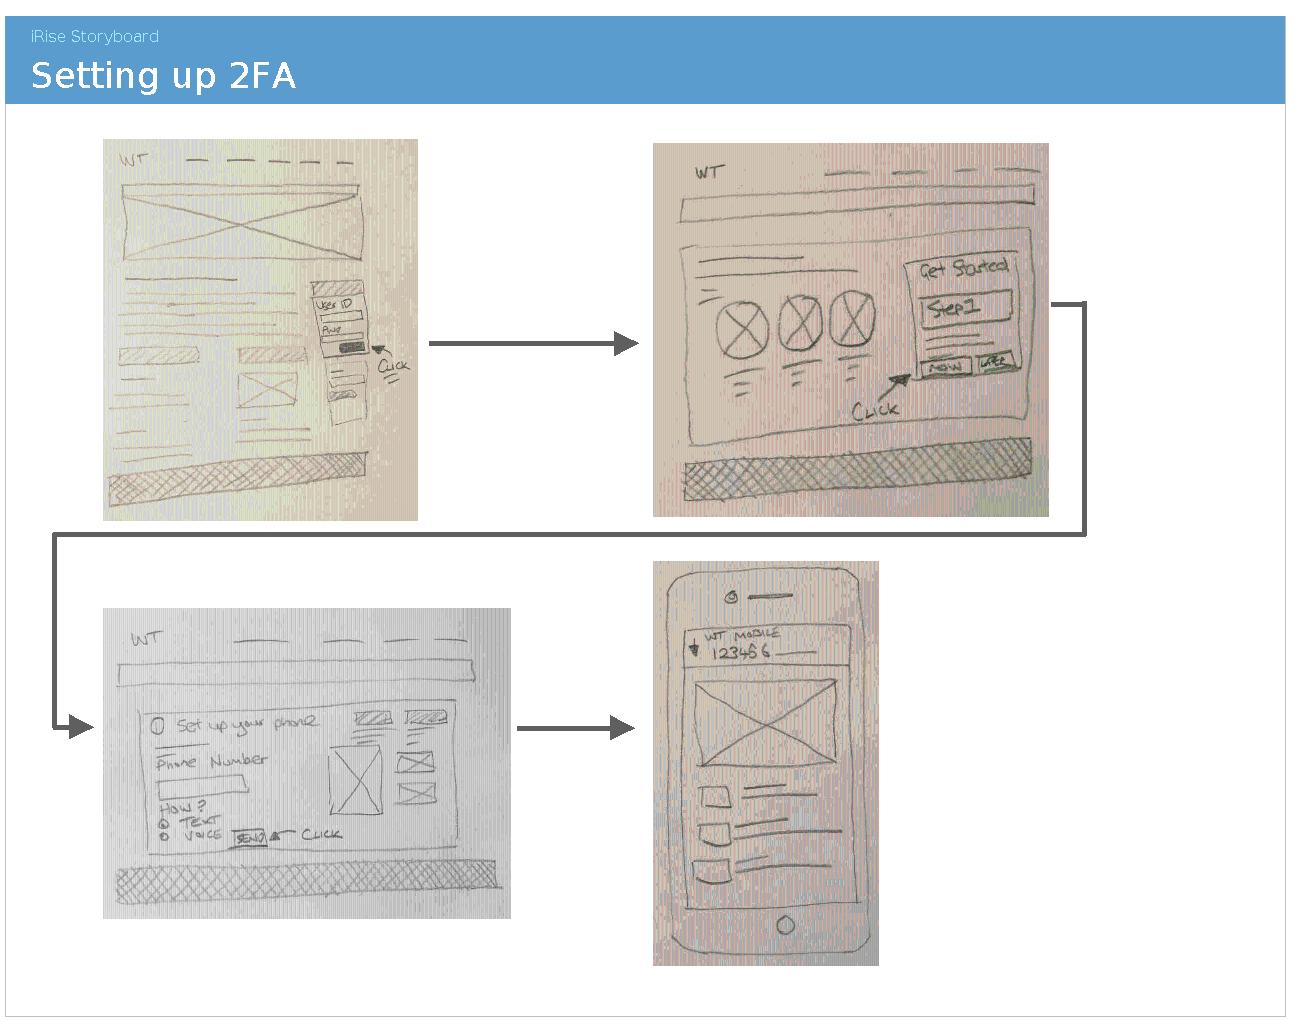 iRise Storyboard
Setting up 2FA
WT
User ID
Pwd
Click
WT
Get Started
Step 1
NOW LATER
Click
WT
① Set up your phone
Phone Number
How?
TEXT
VOICE SEND CLICK
WT MOBILE
123456